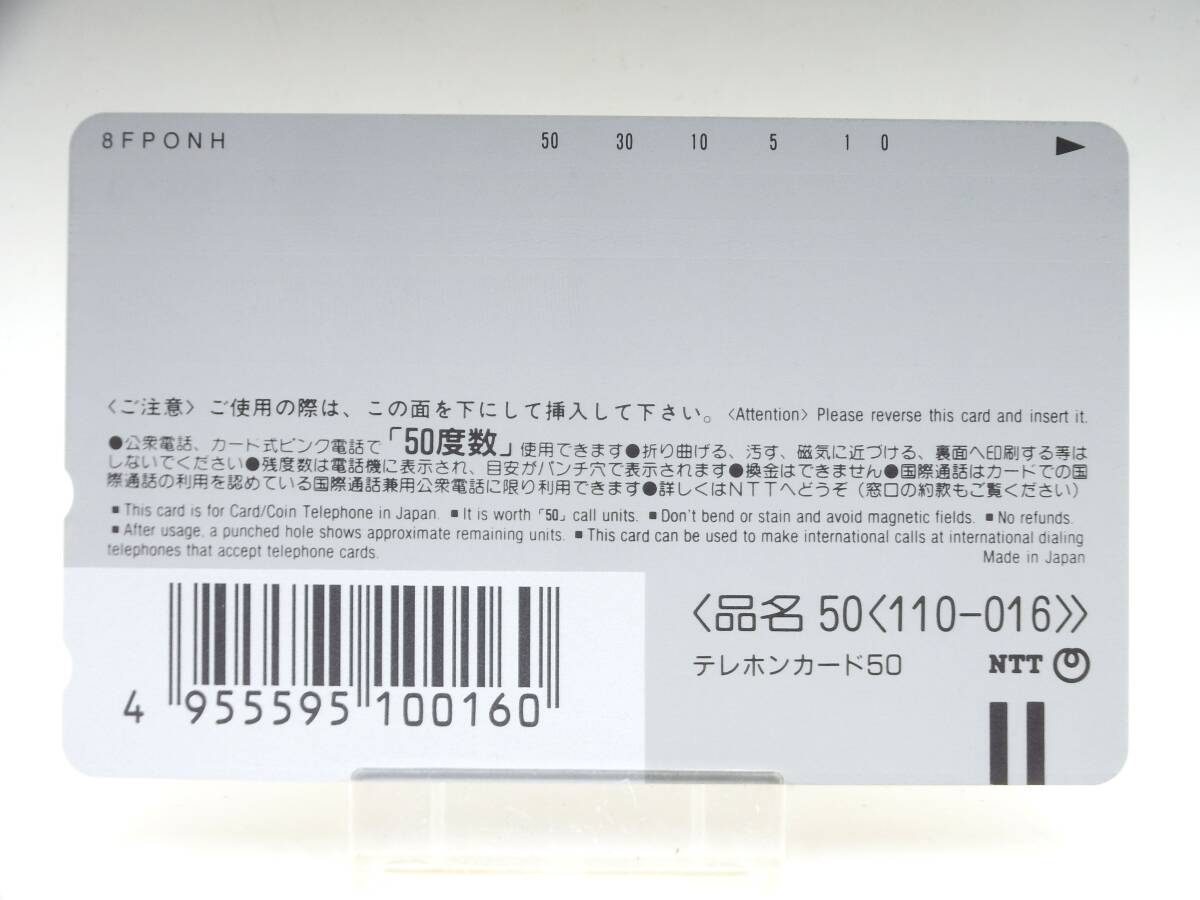 8FPONH 50 30 10 5 1 0
〈ご注意〉ご使用の際は、この面を下にして挿入して下さい。〈Attention〉 Please reverse this card and insert it.
●公衆電話、カード式ピンク電話で「50度数」使用できます●折り曲げる、汚す、磁気に近づける、裏面へ印刷する等は
しないでください●残度数は電話機に表示され、目安がパンチ穴で表示されます●換金はできません●国際通話はカードでの国
際通話の利用を認めている国際通話兼用公衆電話に限り利用できます●詳しくはNTTへどうぞ（窓口の約款もご覧ください）
■This card is for Card/Coin Telephone in Japan. ■It is worth「50」call units. ■Don't bend or stain and avoid magnetic fields. ■No refunds.
■After usage, a punched hole shows approximate remaining units. ■This card can be used to make international calls at international dialing
telephones that accept telephone cards.
Made in Japan
〈品名 50〈110-016〉〉
テレホンカード50 NTT
4 955595 100160